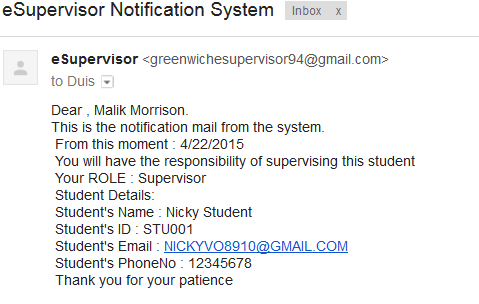 eSupervisor Notification System Inbox x
eSupervisor <greenwichesupervisor94@gmail.com>
to Duis
Dear , Malik Morrison.
This is the notification mail from the system.
From this moment : 4/22/2015
You will have the responsibility of supervising this student
Your ROLE : Supervisor
Student Details:
Student's Name : Nicky Student
Student's ID : STU001
Student's Email : NICKYVO8910@GMAIL.COM
Student's PhoneNo : 12345678
Thank you for your patience